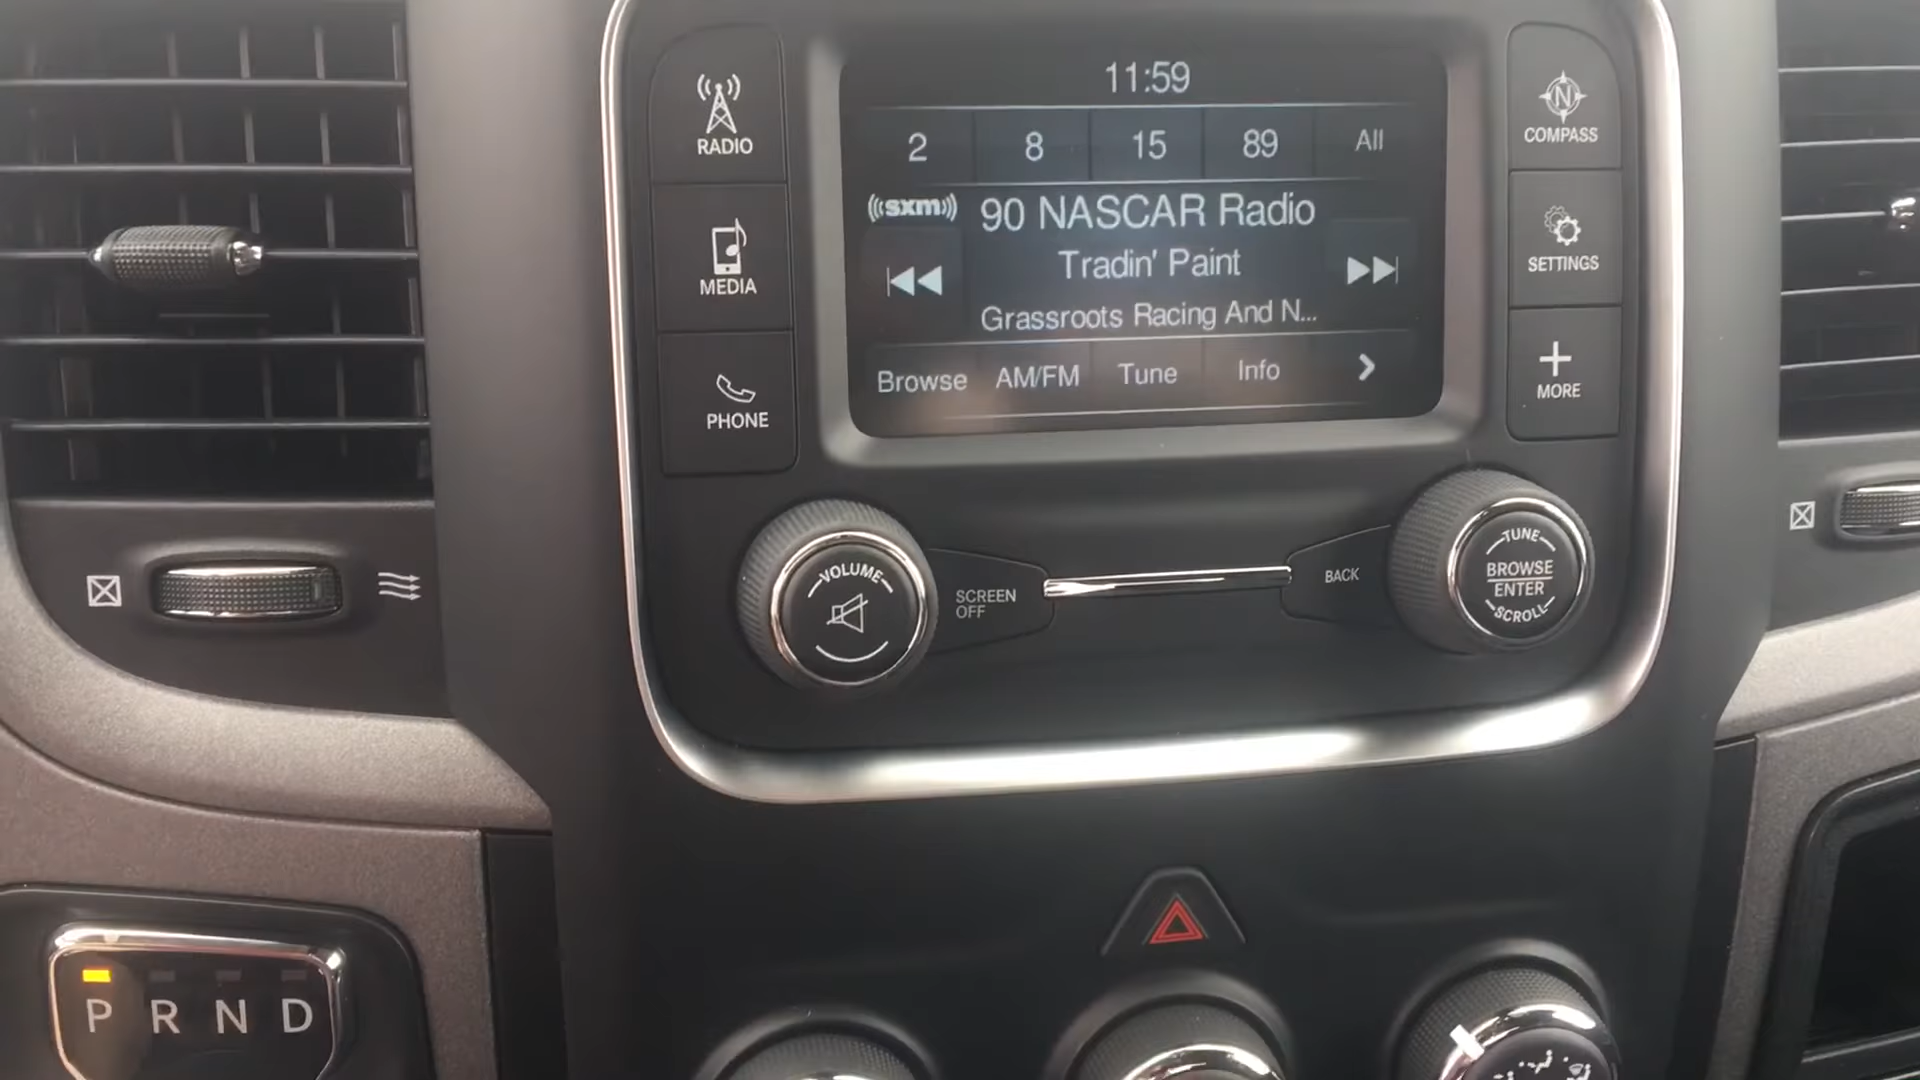 11:59
2 8 15 89 All
((sxm)) 90 NASCAR Radio
Tradin' Paint
Grassroots Racing And N...
Browse AM/FM Tune Info
RADIO
MEDIA
PHONE
N
COMPASS
SETTINGS
MORE
VOLUME
SCREEN
OFF
BACK
TUNE
BROWSE
ENTER
SCROLL
P R N D